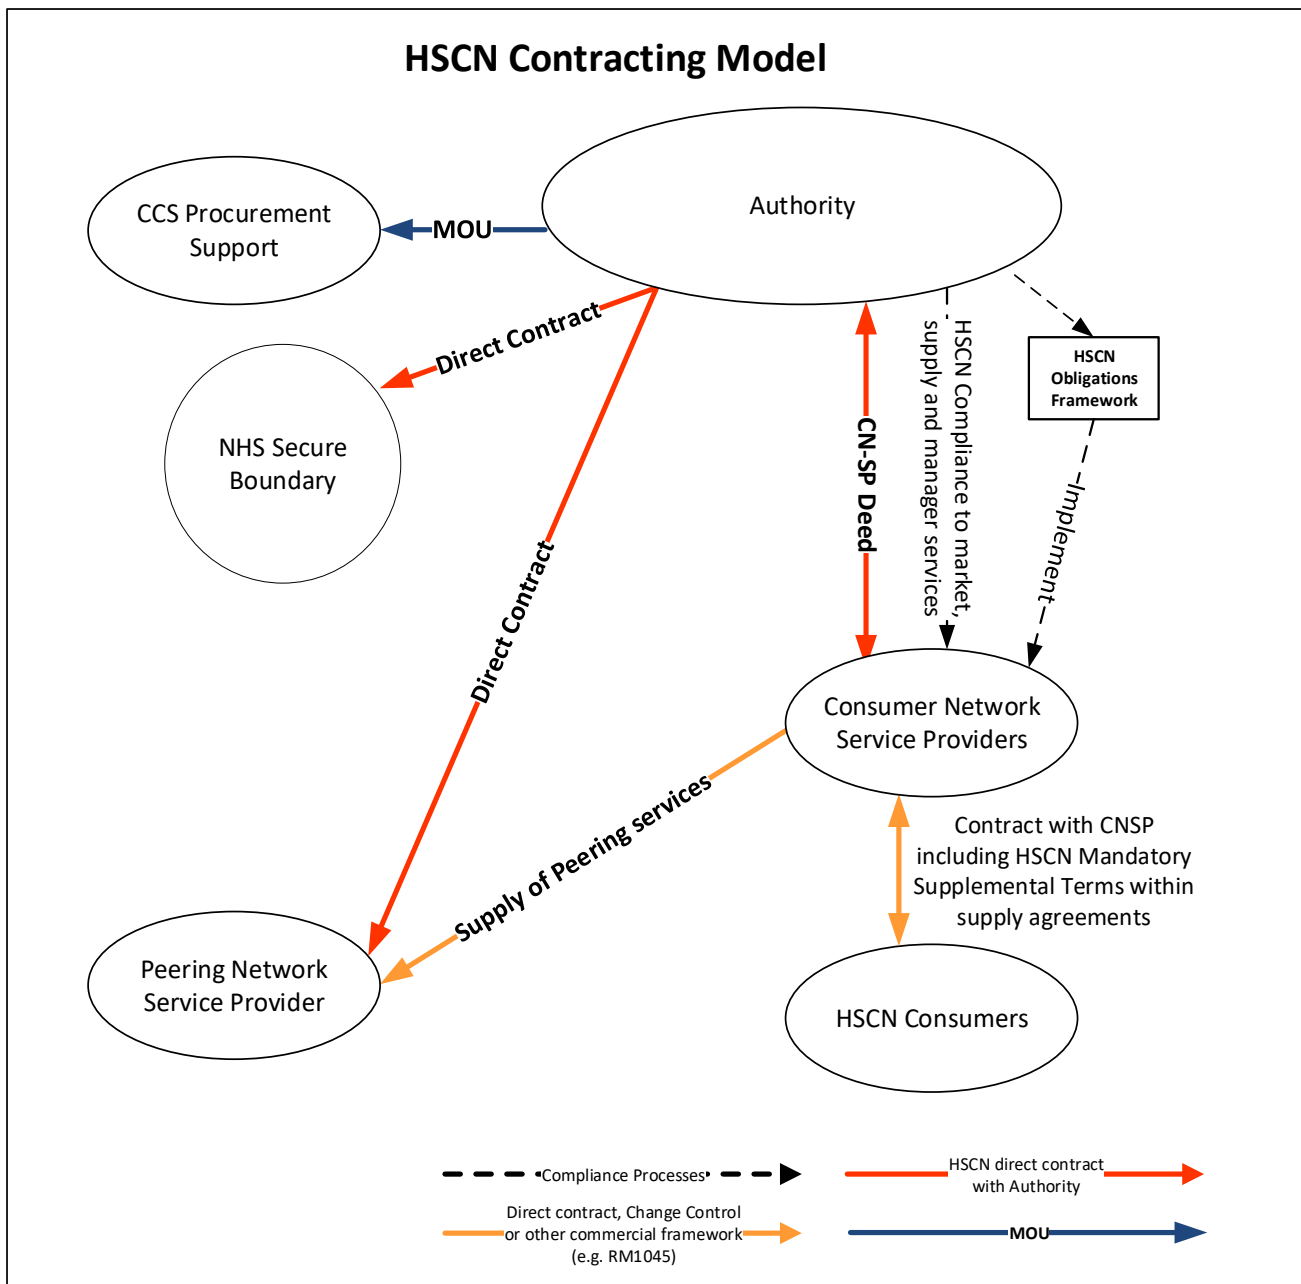 HSCN Contracting Model
Authority
CCS Procurement
Support
MOU
Direct Contract
NHS Secure
Boundary
Direct Contract
CN-SP Deed
HSCN Compliance to market,
supply and manager services
HSCN
Obligations
Framework
Implement
Consumer Network
Service Providers
Supply of Peering services
Contract with CNSP
including HSCN Mandatory
Supplemental Terms within
supply agreements
Peering Network
Service Provider
HSCN Consumers
Compliance Processes
HSCN direct contract
with Authority
Direct contract, Change Control
or other commercial framework
(e.g. RM1045)
MOU